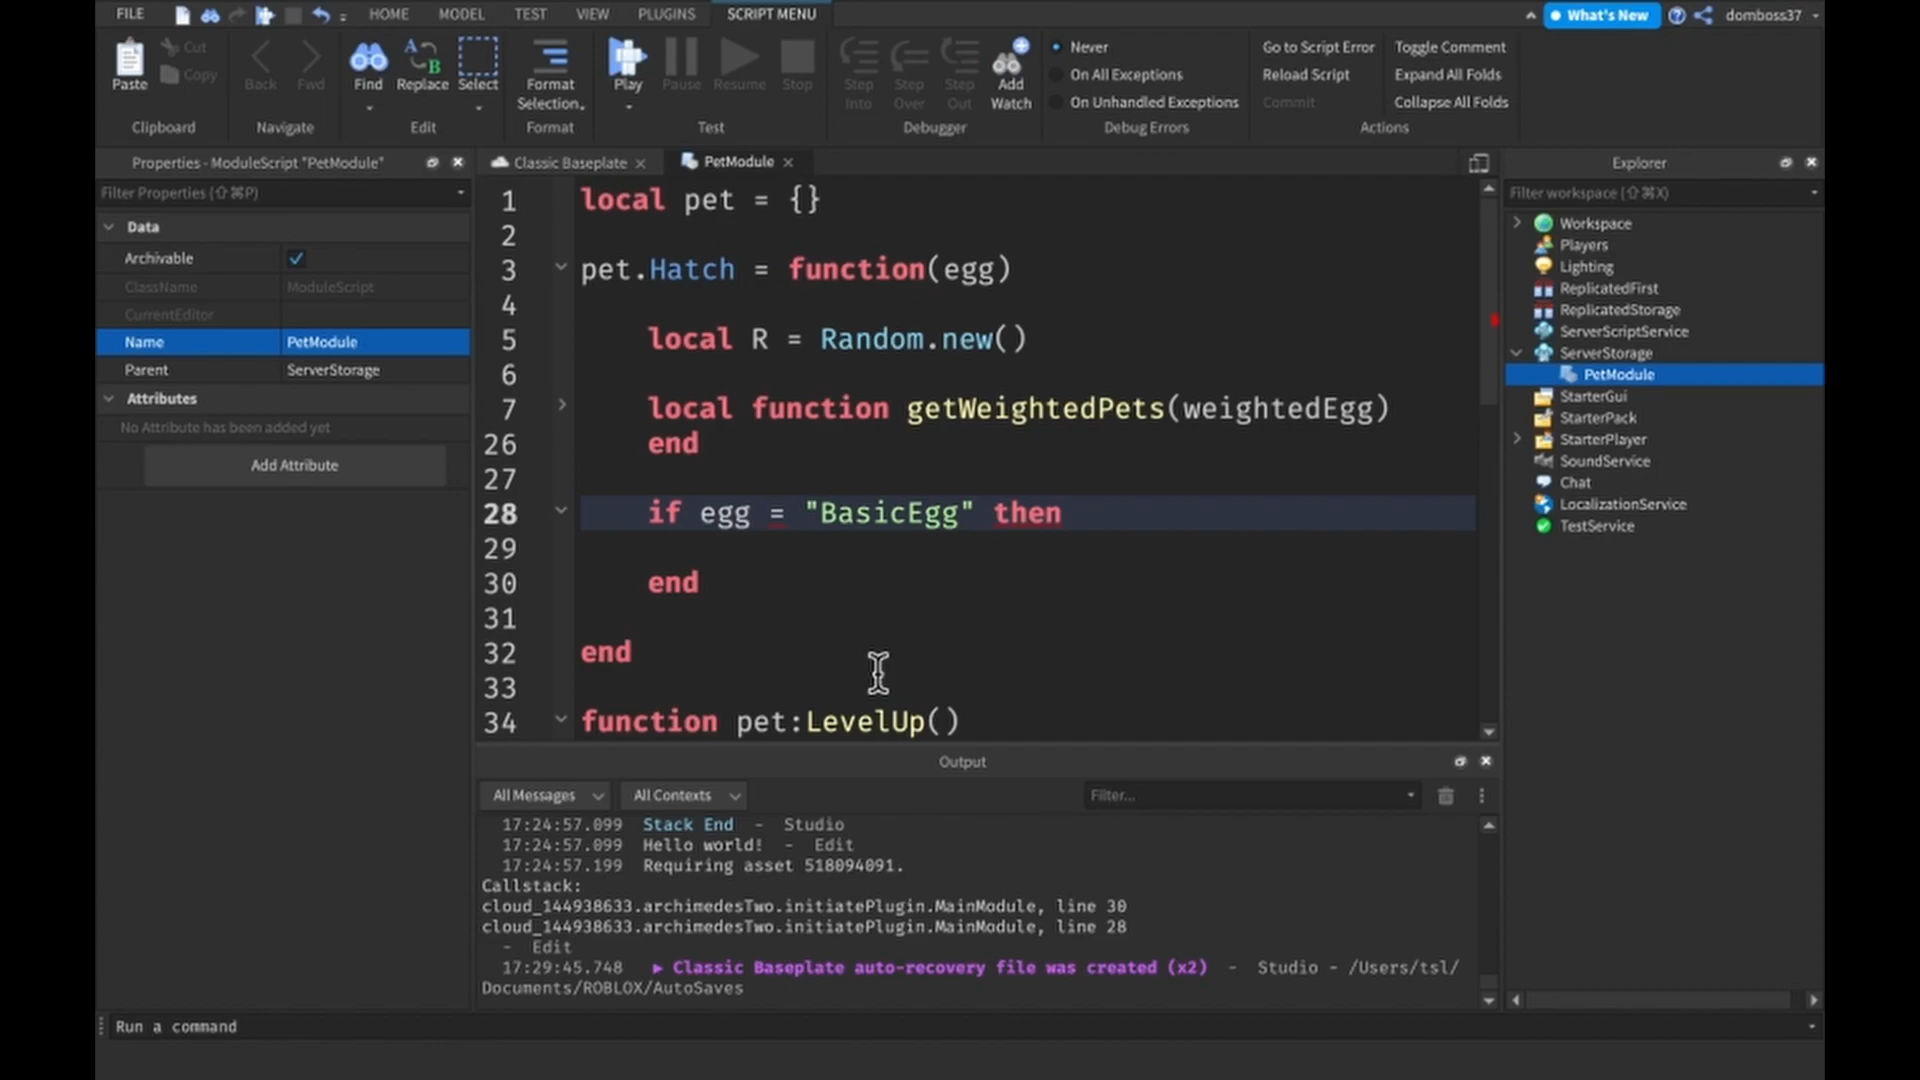 FILE HOME MODEL TEST VIEW PLUGINS SCRIPT MENU What's New domboss37
Paste Cut Copy
Back Fwd
Find Replace Select
Format Selection
Play Pause Resume Stop
Step Into Step Over Step Out Add Watch
Never
On All Exceptions
On Unhandled Exceptions
Go to Script Error
Reload Script
Commit
Toggle Comment
Expand All Folds
Collapse All Folds
Clipboard Navigate Edit Format Test Debugger Debug Errors Actions
Properties - ModuleScript "PetModule"
Filter Properties (⇧⌘P)
Data
Archivable
ClassName ModuleScript
CurrentEditor
Name PetModule
Parent ServerStorage
Attributes
No Attribute has been added yet
Add Attribute
Classic Baseplate PetModule
1 local pet = {}
2
3 pet.Hatch = function(egg)
4
5 local R = Random.new()
6
7 local function getWeightedPets(weightedEgg)
26 end
27
28 if egg = "BasicEgg" then
29
30 end
31
32 end
33
34 function pet:LevelUp()
Output
All Messages All Contexts Filter...
17:24:57.099 Stack End - Studio
17:24:57.099 Hello world! - Edit
17:24:57.199 Requiring asset 518094091.
Callstack:
cloud_144938633.archimedesTwo.initiatePlugin.MainModule, line 30
cloud_144938633.archimedesTwo.initiatePlugin.MainModule, line 28
- Edit
17:29:45.748 ▶ Classic Baseplate auto-recovery file was created (x2) - Studio - /Users/tsl/
Documents/ROBLOX/AutoSaves
Explorer
Filter workspace (⇧⌘X)
Workspace
Players
Lighting
ReplicatedFirst
ReplicatedStorage
ServerScriptService
ServerStorage
PetModule
StarterGui
StarterPack
StarterPlayer
SoundService
Chat
LocalizationService
TestService
Run a command